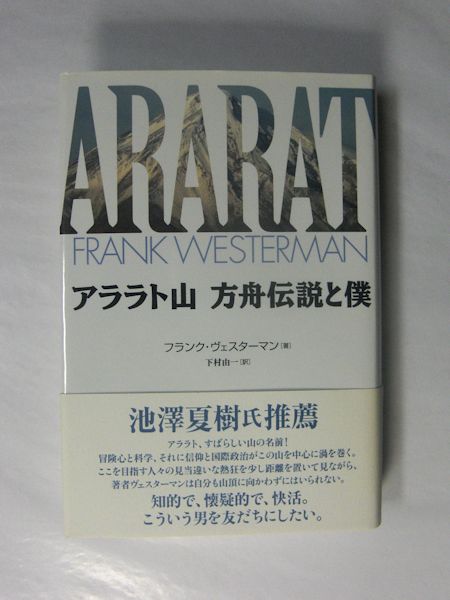 ARARAT
FRANK WESTERMAN
アララト山 方舟伝説と僕
フランク・ヴェスターマン[著]
下村由一[訳]
池澤夏樹氏推薦
アララト、すばらしい山の名前!
冒険心と科学、それに信仰と国際政治がこの山を中心に渦を巻く。
ここを目指す人々の見当違いな熱狂を少し距離を置いて見ながら、
著者ヴェスターマンは自分も山頂に向かわずにはいられない。
知的で、懐疑的で、快活。
こういう男を友だちにしたい。